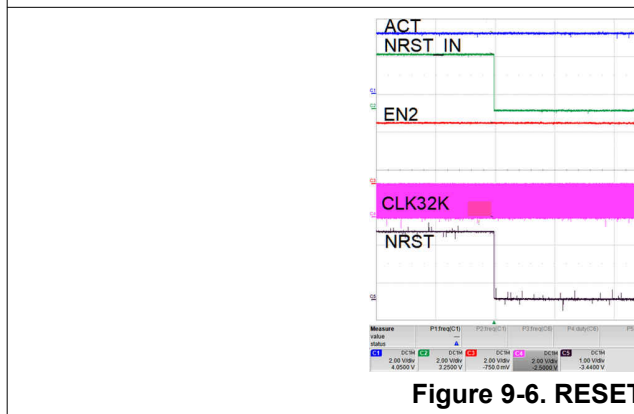 ACT
NRST_IN
EN2
CLK32K
NRST
Measure P1:freq(C1) P2:freq(C1) P3:freq(C6) P4:duty(C6) P5
value ---
status
C1 DC1M C2 DC1M C3 DC1M C4 DC1M C5 DC1M
2.00 V/div 2.00 V/div 2.00 V/div 2.00 V/div 1.00 V/div
4.0500 V 3.2500 V -750.0 mV -2.5000 V -3.4400 V
Figure 9-6. RESET